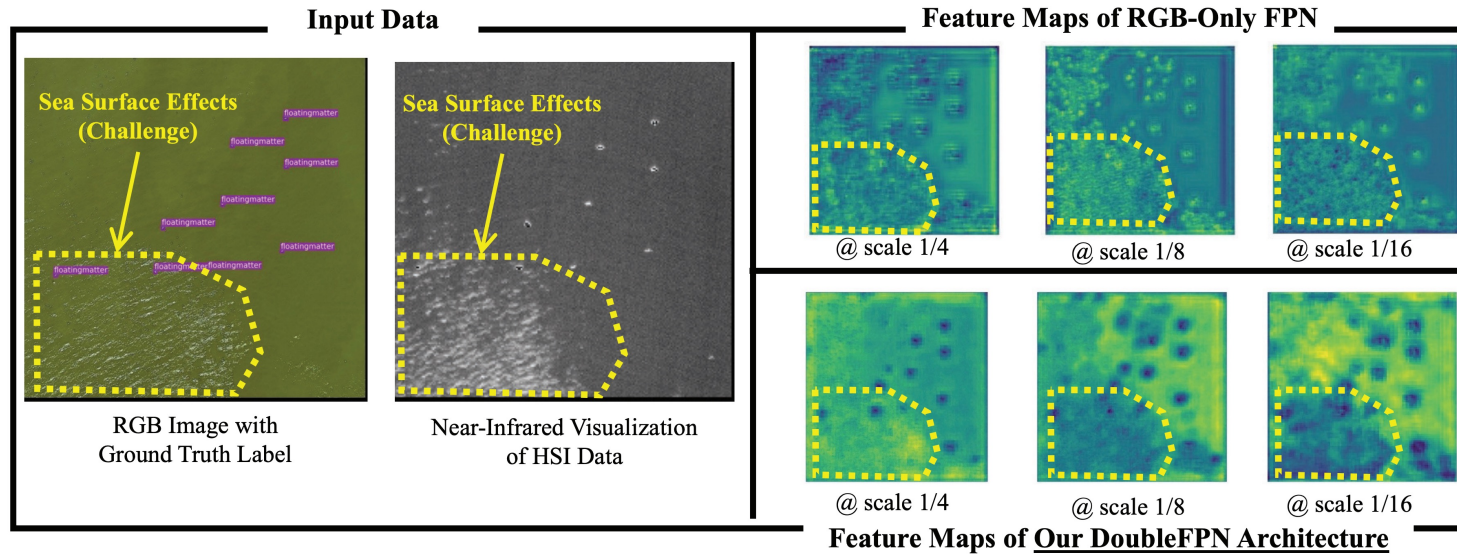 Input Data
Sea Surface Effects
(Challenge)
floatingmatter
floatingmatter
floatingmatter
floatingmatter
floatingmatter
floatingmatter
floatingmatter
floatingmatter
floatingmatter
RGB Image with
Ground Truth Label
Sea Surface Effects
(Challenge)
Near-Infrared Visualization
of HSI Data
Feature Maps of RGB-Only FPN
@ scale 1/4
@ scale 1/8
@ scale 1/16
@ scale 1/4
@ scale 1/8
@ scale 1/16
Feature Maps of Our DoubleFPN Architecture